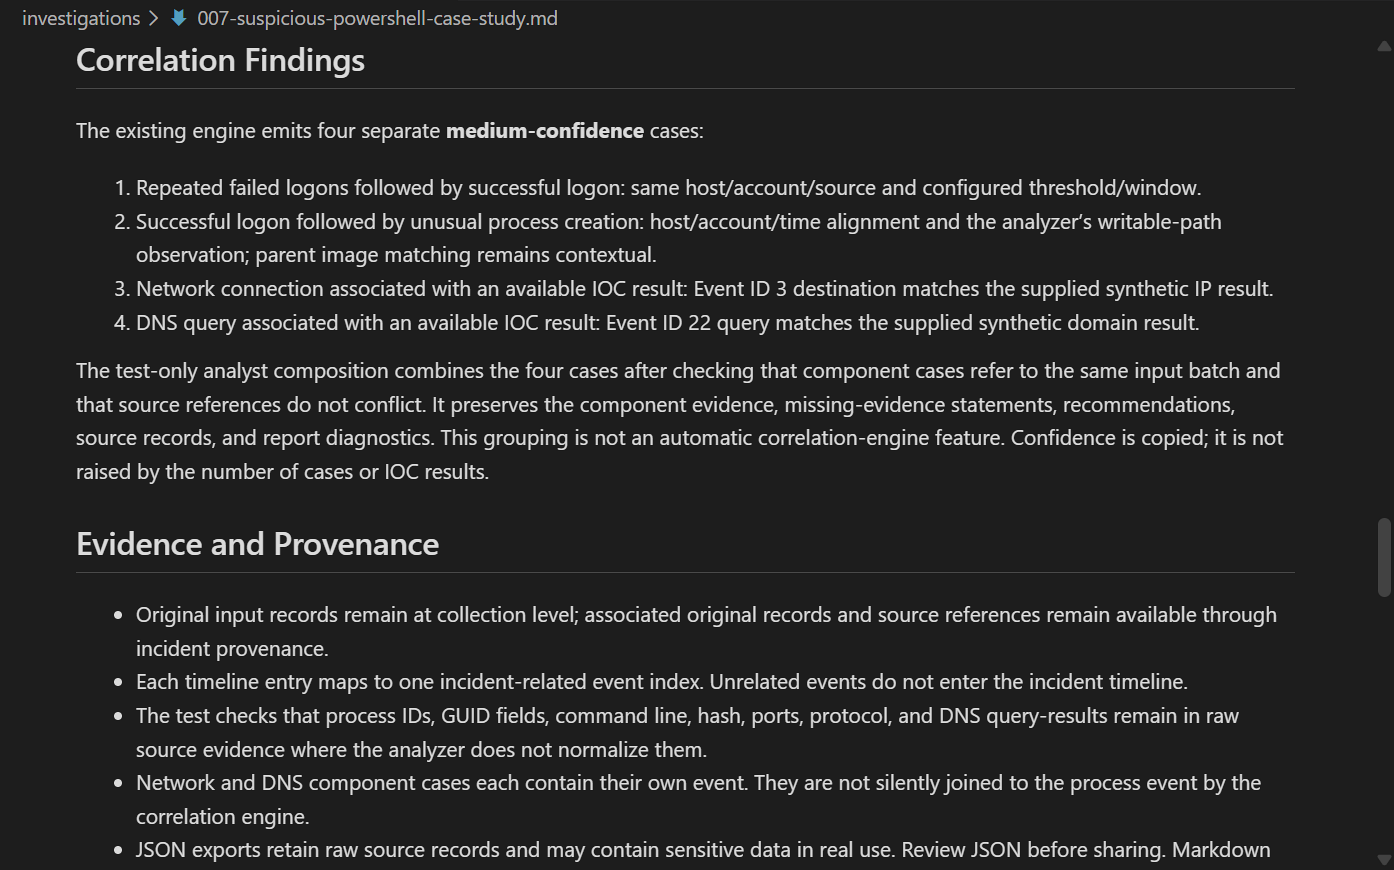 investigations > 007-suspicious-powershell-case-study.md
Correlation Findings
The existing engine emits four separate medium-confidence cases:
1. Repeated failed logons followed by successful logon: same host/account/source and configured threshold/window.
2. Successful logon followed by unusual process creation: host/account/time alignment and the analyzer’s writable-path
observation; parent image matching remains contextual.
3. Network connection associated with an available IOC result: Event ID 3 destination matches the supplied synthetic IP result.
4. DNS query associated with an available IOC result: Event ID 22 query matches the supplied synthetic domain result.
The test-only analyst composition combines the four cases after checking that component cases refer to the same input batch and
that source references do not conflict. It preserves the component evidence, missing-evidence statements, recommendations,
source records, and report diagnostics. This grouping is not an automatic correlation-engine feature. Confidence is copied; it is not
raised by the number of cases or IOC results.
Evidence and Provenance
• Original input records remain at collection level; associated original records and source references remain available through
incident provenance.
• Each timeline entry maps to one incident-related event index. Unrelated events do not enter the incident timeline.
• The test checks that process IDs, GUID fields, command line, hash, ports, protocol, and DNS query-results remain in raw
source evidence where the analyzer does not normalize them.
• Network and DNS component cases each contain their own event. They are not silently joined to the process event by the
correlation engine.
• JSON exports retain raw source records and may contain sensitive data in real use. Review JSON before sharing. Markdown